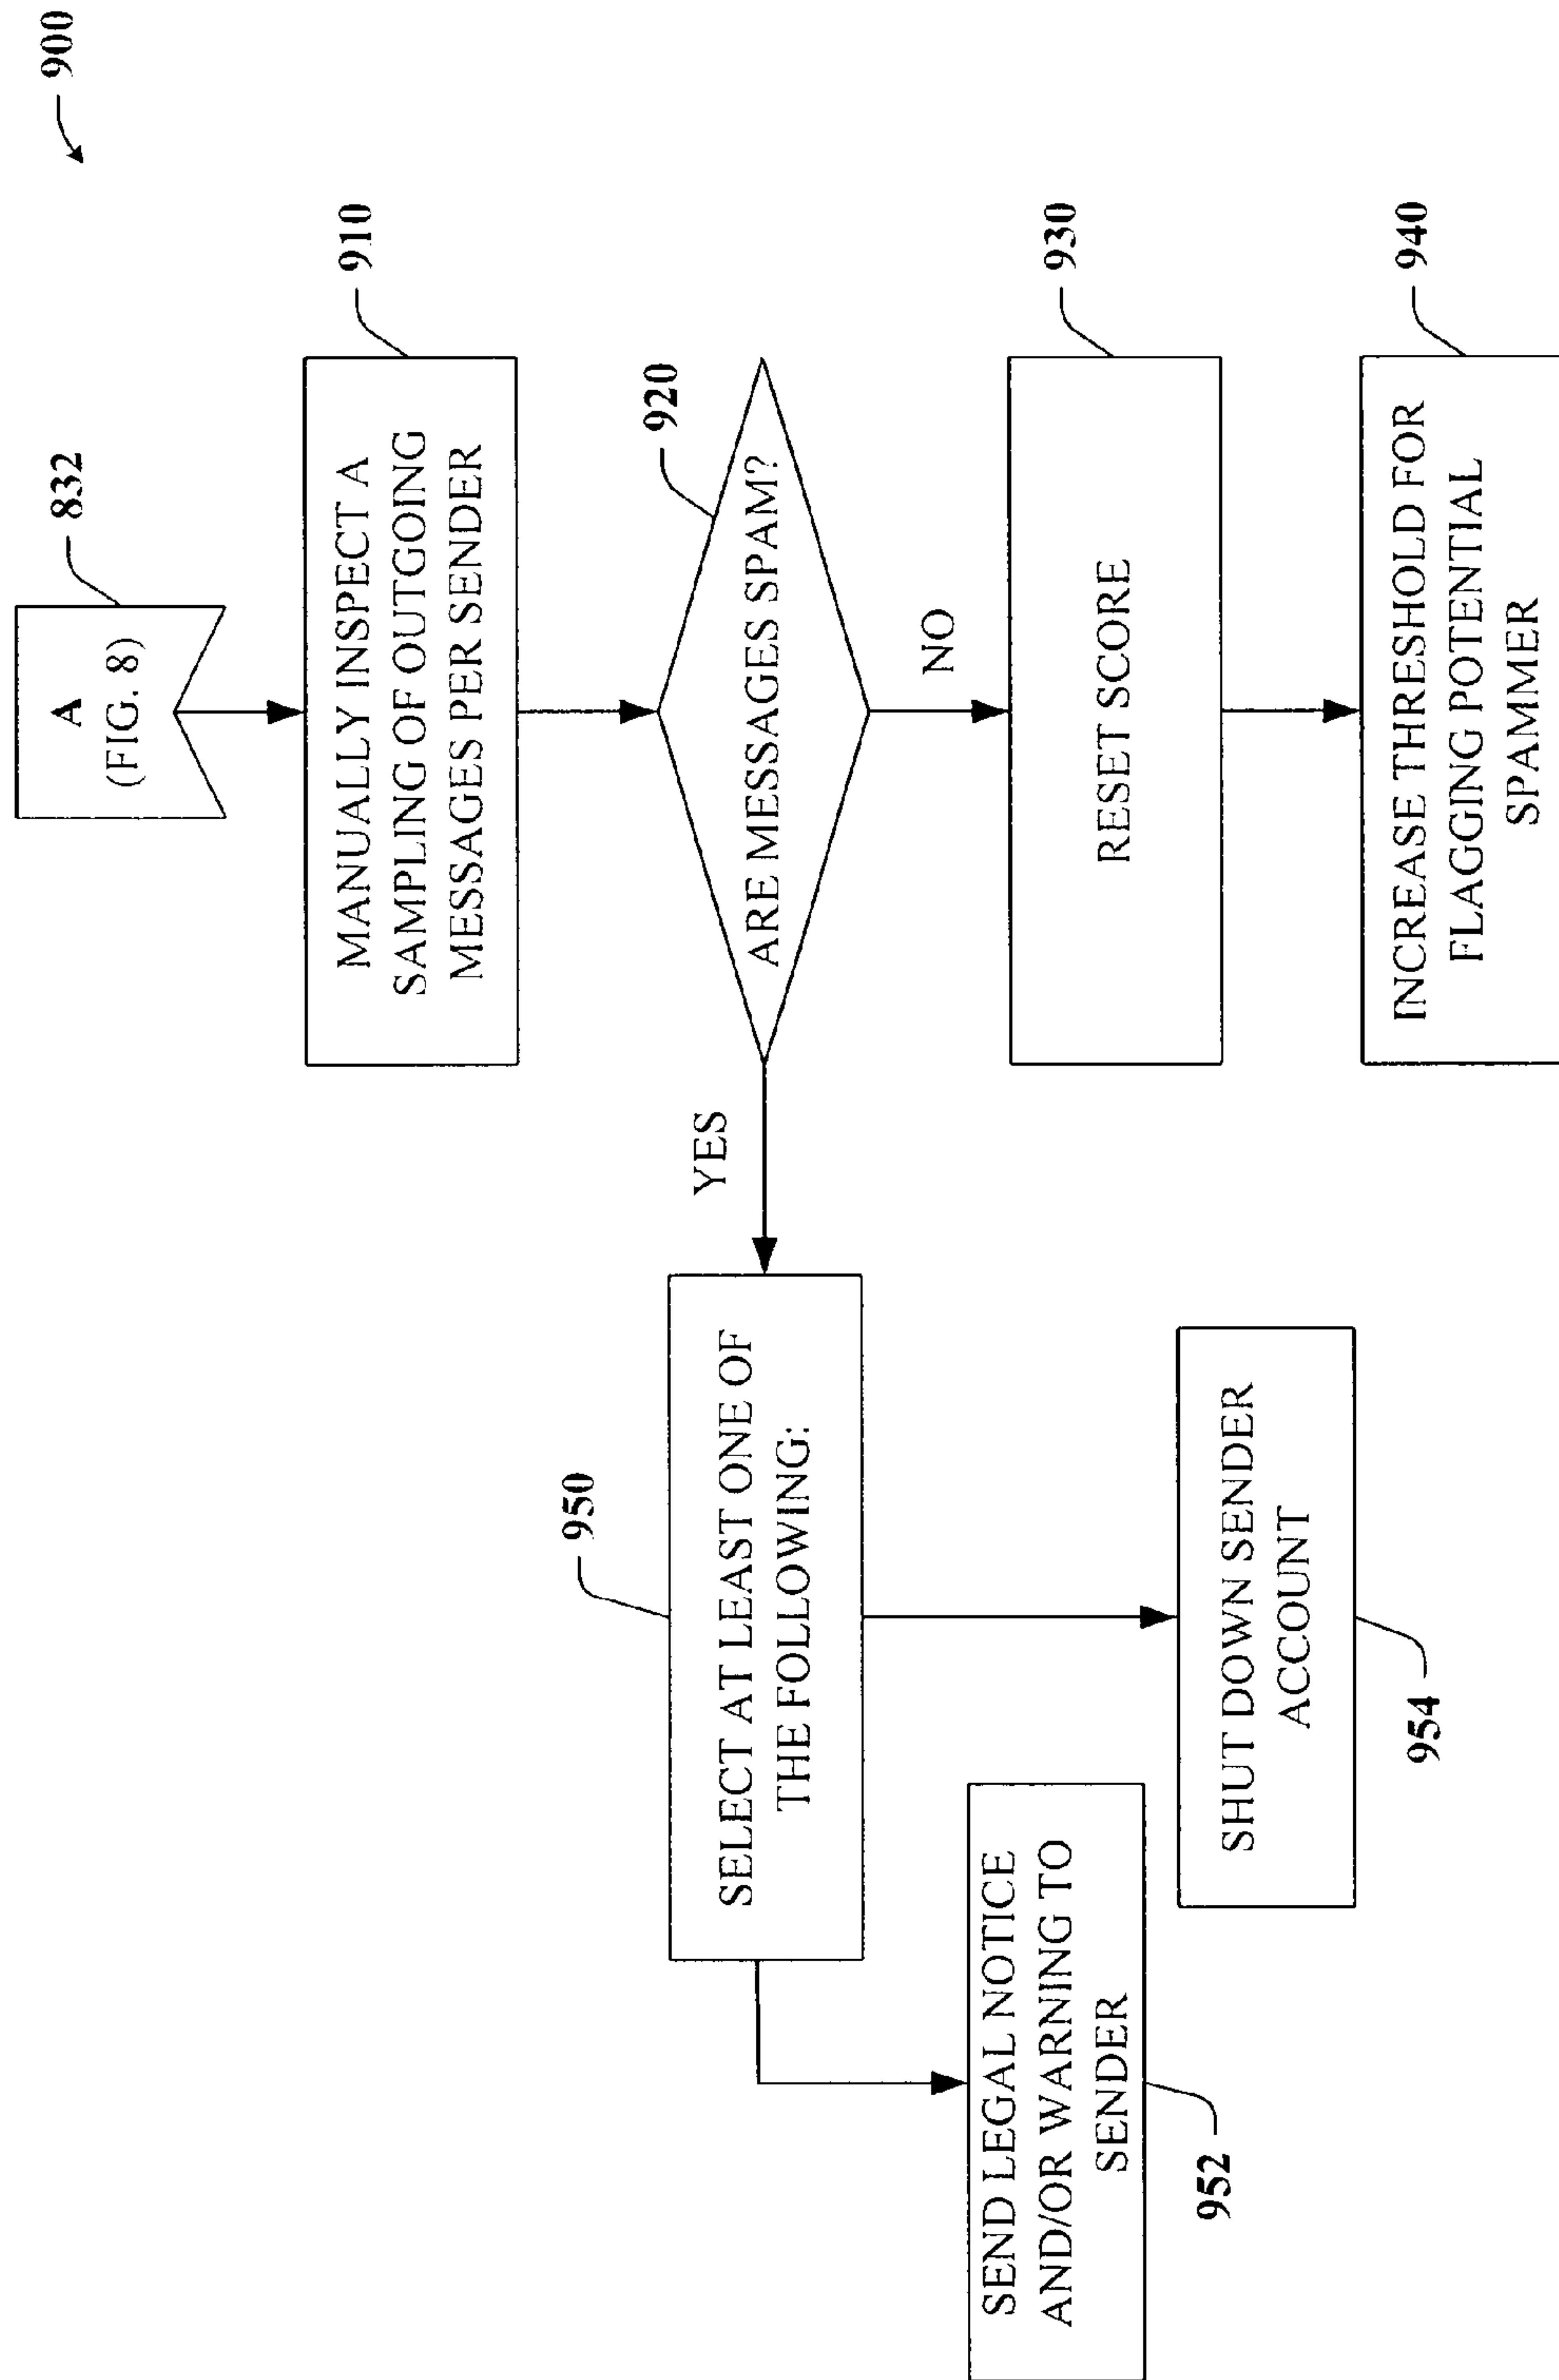 900
A
(FIG. 8)
832
MANUALLY INSPECT A
SAMPLING OF OUTGOING
MESSAGES PER SENDER
910
ARE MESSAGES SPAM?
920
YES
NO
RESET SCORE
930
INCREASE THRESHOLD FOR
FLAGGING POTENTIAL
SPAMMER
940
SELECT AT LEAST ONE OF
THE FOLLOWING:
950
SEND LEGAL NOTICE
AND/OR WARNING TO
SENDER
952
SHUT DOWN SENDER
ACCOUNT
954